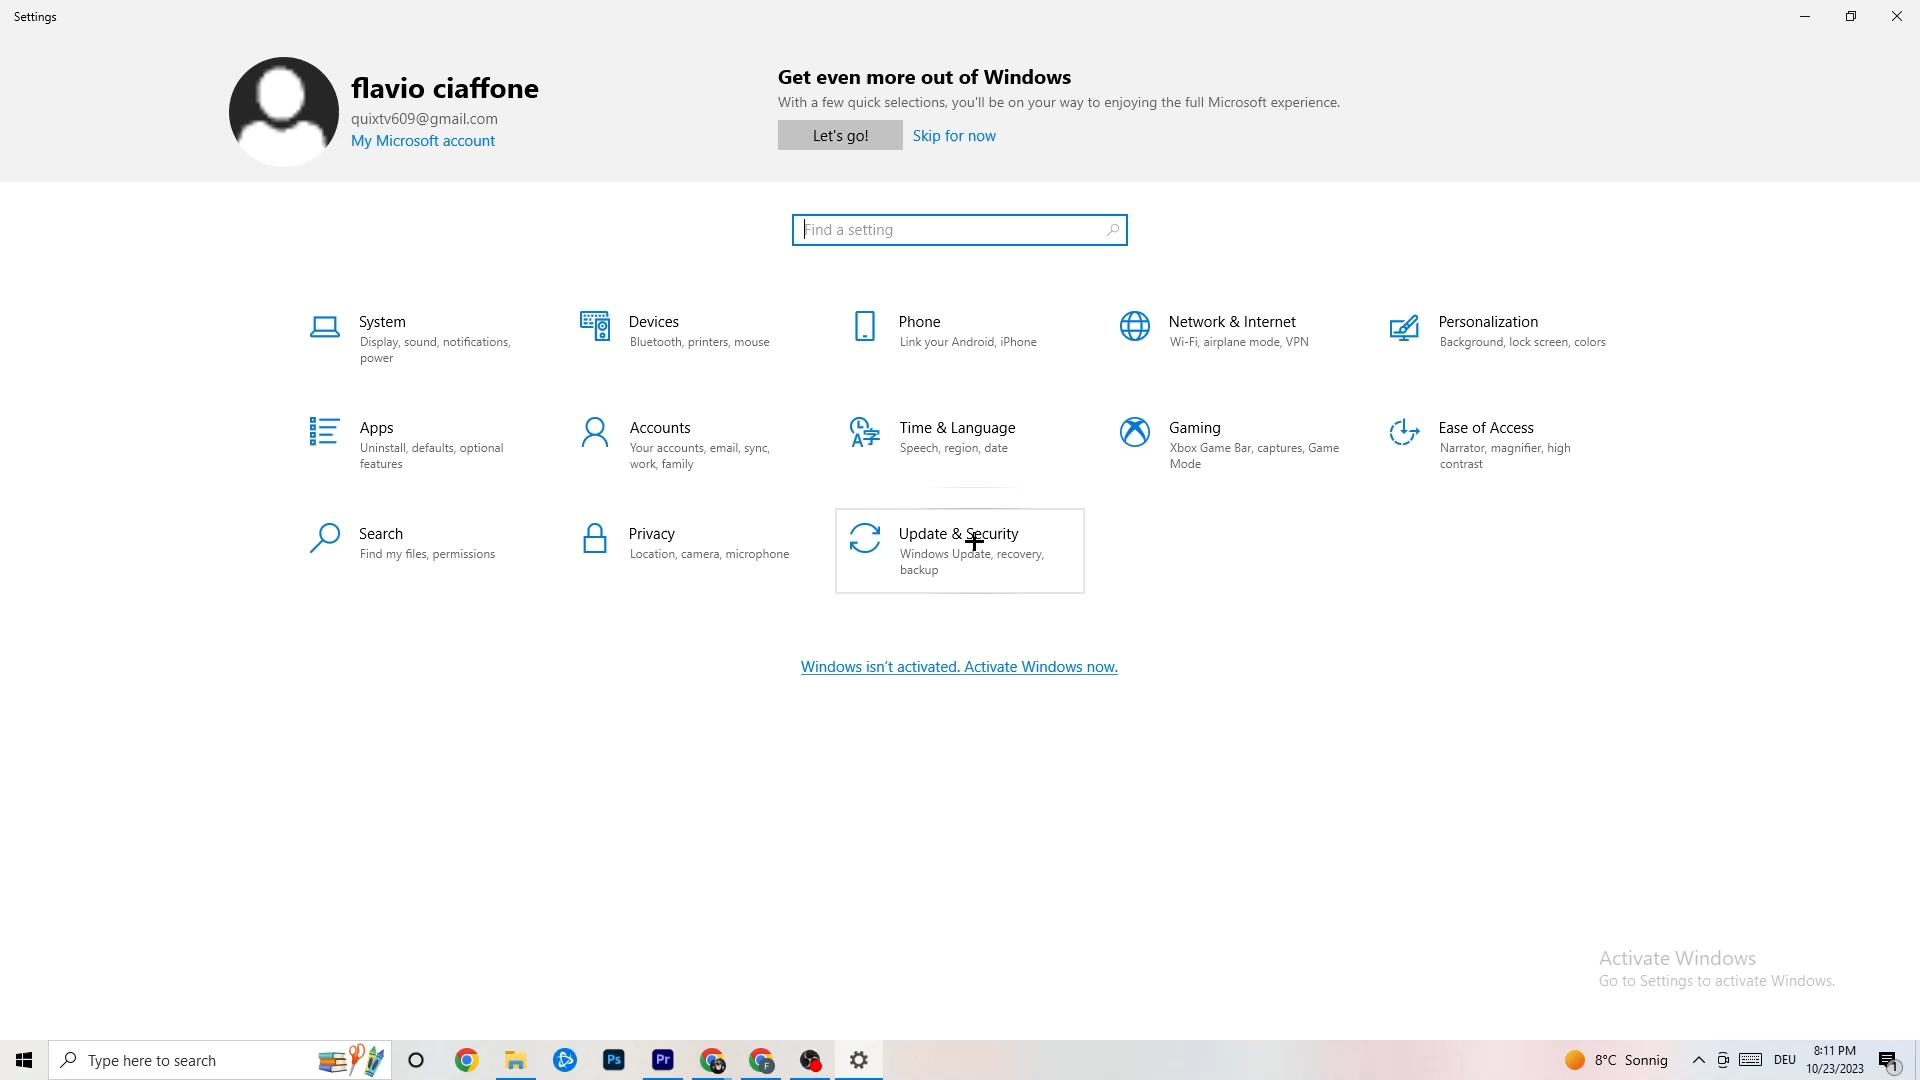 Settings
flavio ciaffone
quixtv609@gmail.com
My Microsoft account
Get even more out of Windows
With a few quick selections, you'll be on your way to enjoying the full Microsoft experience.
Let's go!
Skip for now
Find a setting
System
Display, sound, notifications,
power
Devices
Bluetooth, printers, mouse
Phone
Link your Android, iPhone
Network & Internet
Wi-Fi, airplane mode, VPN
Personalization
Background, lock screen, colors
Apps
Uninstall, defaults, optional
features
Accounts
Your accounts, email, sync,
work, family
Time & Language
Speech, region, date
Gaming
Xbox Game Bar, captures, Game
Mode
Ease of Access
Narrator, magnifier, high
contrast
Search
Find my files, permissions
Privacy
Location, camera, microphone
Update & Security
Windows Update, recovery,
backup
Windows isn't activated. Activate Windows now.
Activate Windows
Go to Settings to activate Windows.
Type here to search
Ps
Pr
F
8°C Sonnig
DEU
8:11 PM
10/23/2023
1